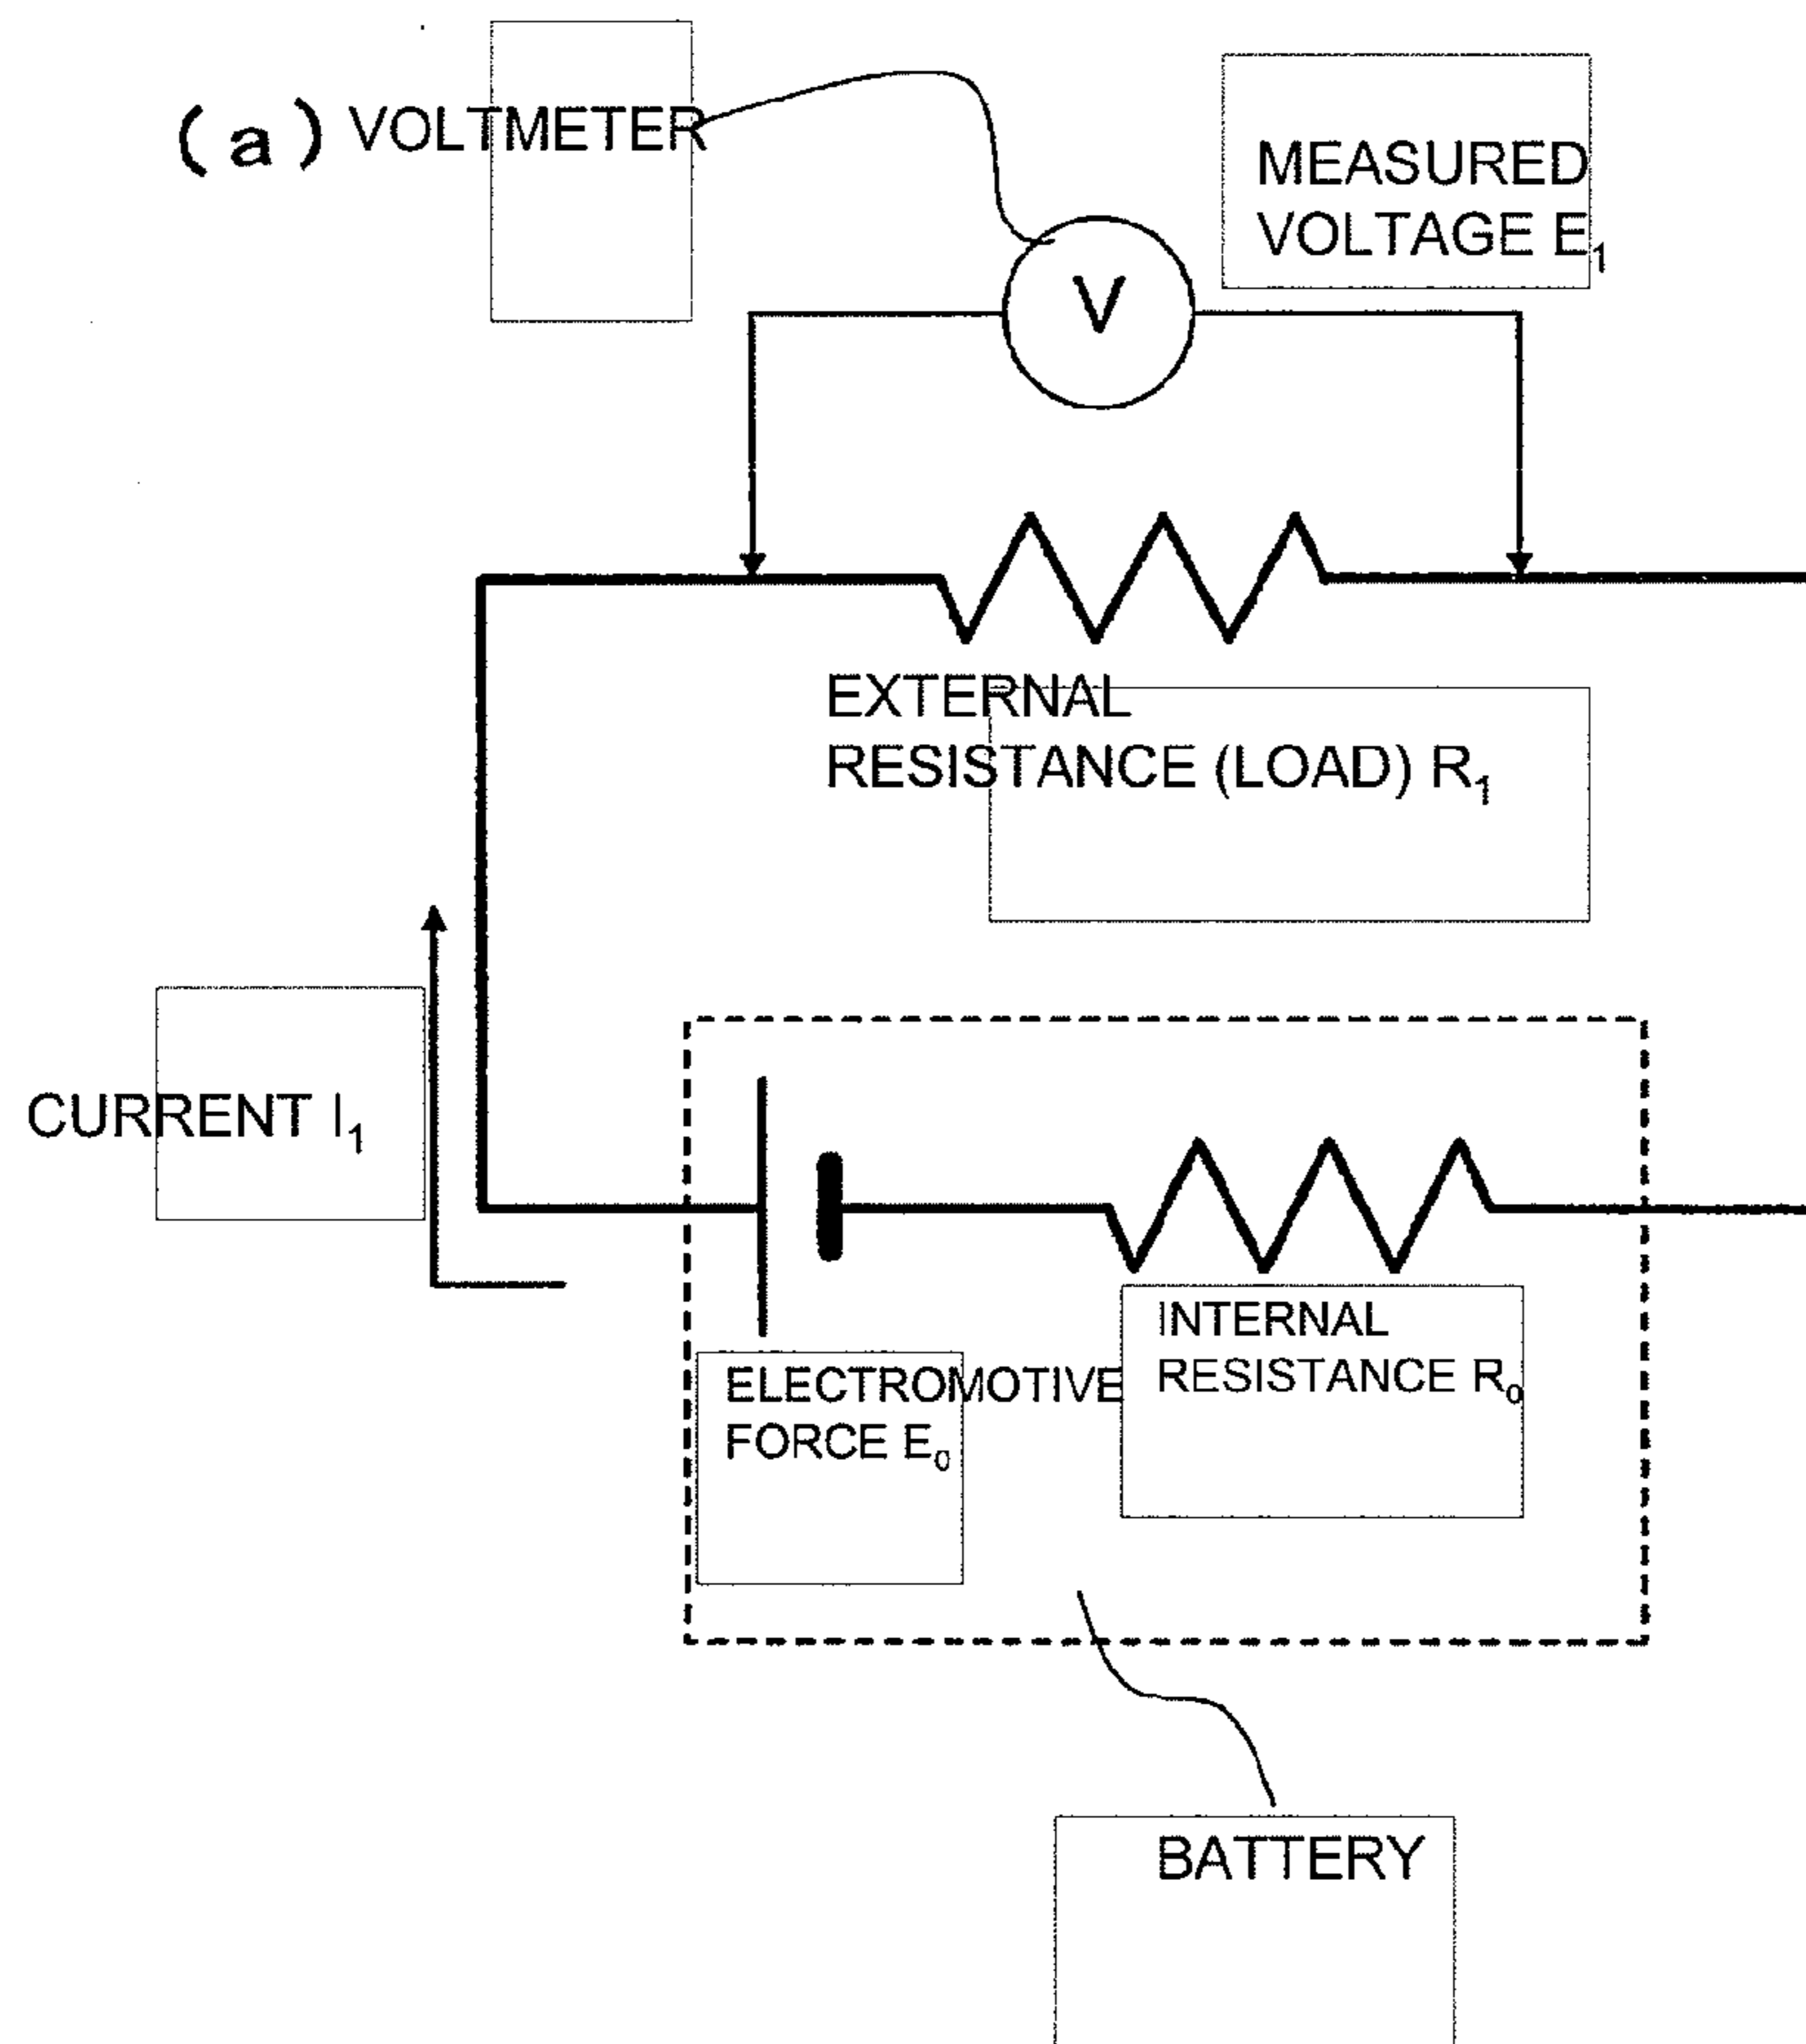 (a) VOLTMETER
MEASURED
VOLTAGE E₁
V
EXTERNAL
RESISTANCE (LOAD) R₁
CURRENT I₁
INTERNAL
RESISTANCE R₀
ELECTROMOTIVE
FORCE E₀
BATTERY